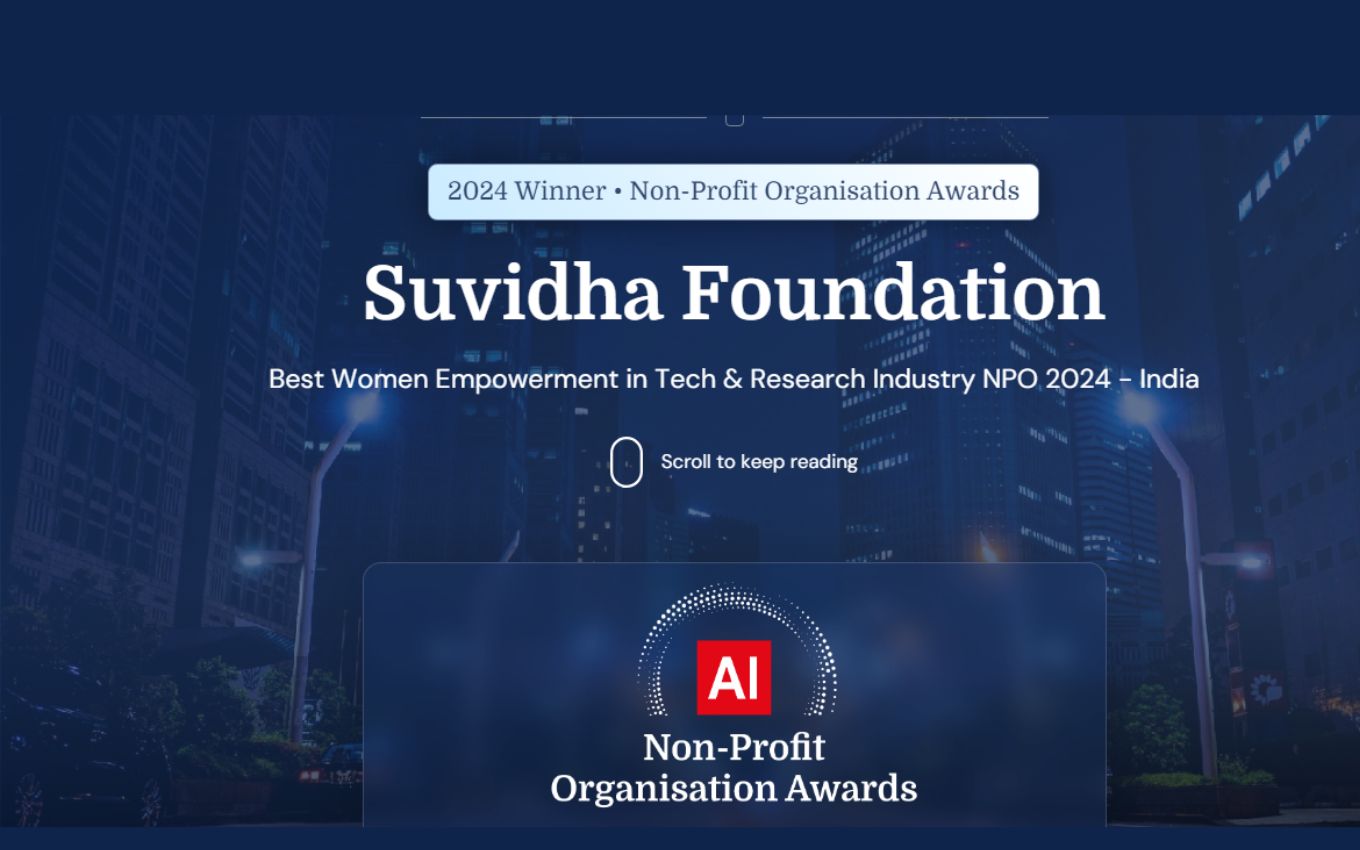 2024 Winner • Non-Profit Organisation Awards
Suvidha Foundation
Best Women Empowerment in Tech & Research Industry NPO 2024 - India
Scroll to keep reading
AI
Non-Profit
Organisation Awards